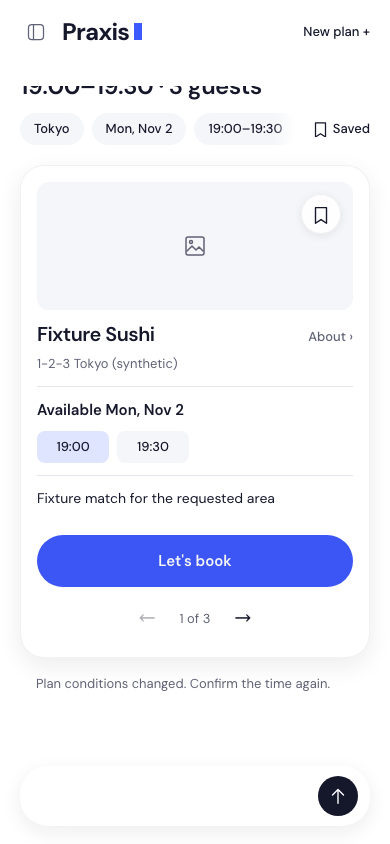 Praxis
New plan +
19:00–19:30 · 3 guests
Tokyo
Mon, Nov 2
19:00–19:30
Saved
Fixture Sushi
About ›
1-2-3 Tokyo (synthetic)
Available Mon, Nov 2
19:00
19:30
Fixture match for the requested area
Let's book
← 1 of 3 →
Plan conditions changed. Confirm the time again.